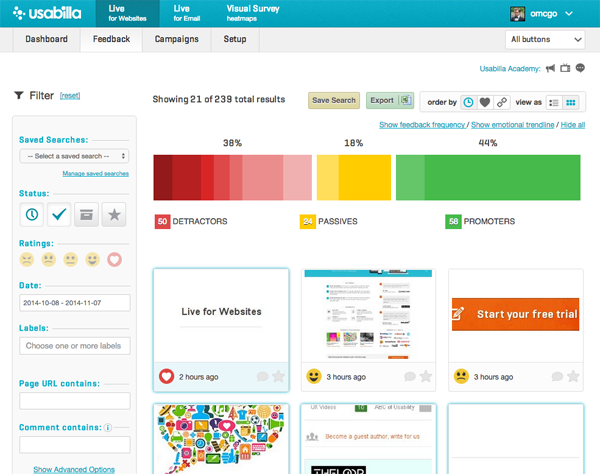 usabilla
Live
for Websites
Live
for Email
Visual Survey
heatmaps
omcgo
Dashboard
Feedback
Campaigns
Setup
All buttons
Usabilla Academy:
Filter [reset]
Showing 21 of 239 total results
Save Search
Export
order by
view as
Show feedback frequency / Show emotional trendline / Hide all
Saved Searches:
-- Select a saved search --
Manage saved searches
Status:
Ratings:
Date:
2014-10-08 - 2014-11-07
Labels:
Choose one or more labels
Page URL contains:
Comment contains:
Show Advanced Options
38%
18%
44%
50 DETRACTORS
24 PASSIVES
58 PROMOTERS
Live for Websites
2 hours ago
3 hours ago
Start your free trial
3 hours ago
UX Videos
ABC of Usability
Become a guest author, write for us